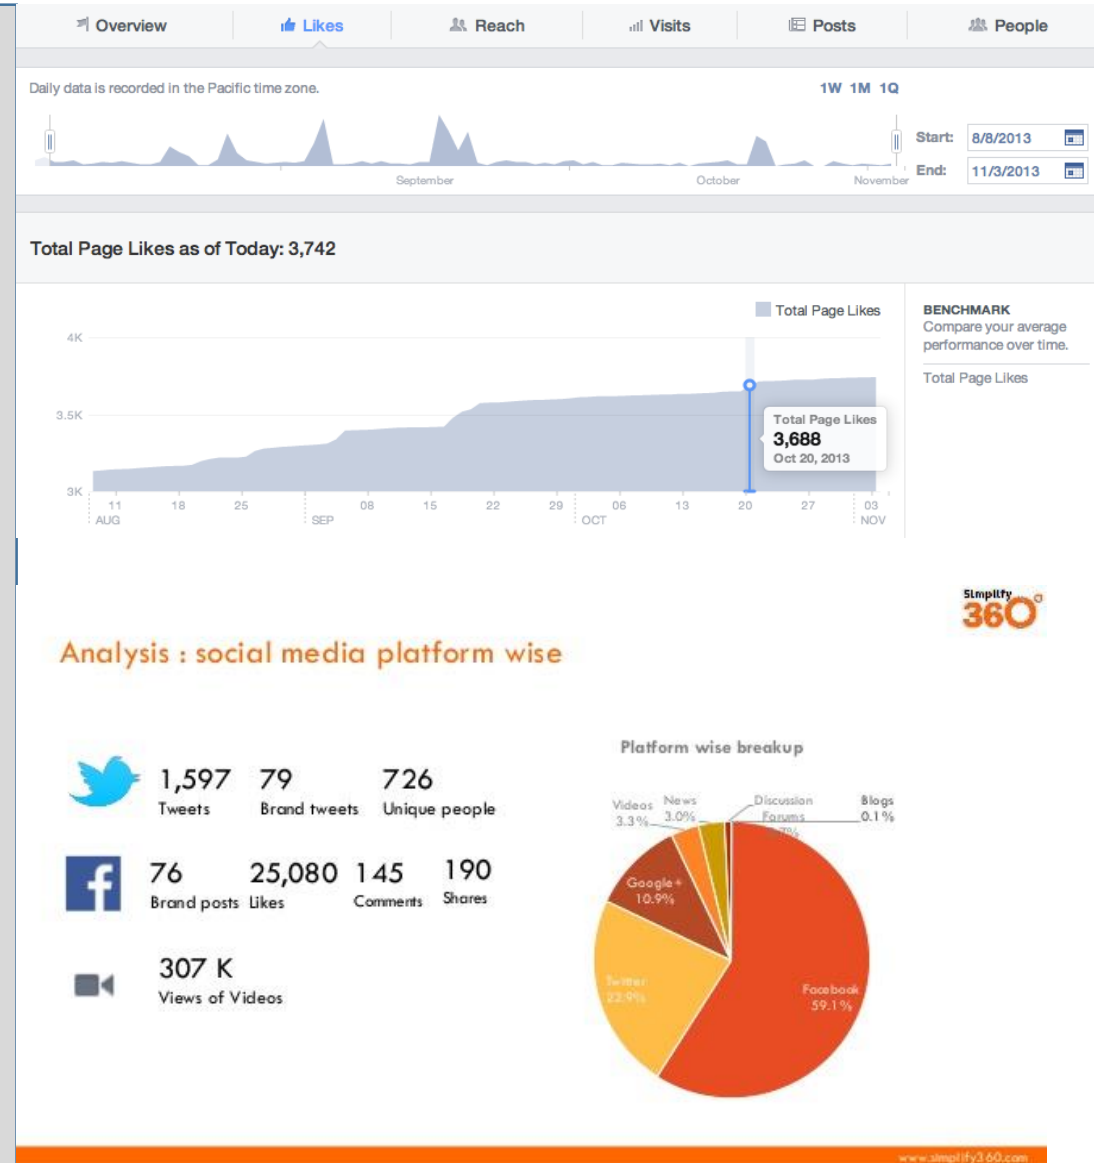 Overview Likes Reach Visits Posts People
Daily data is recorded in the Pacific time zone.
1W 1M 1Q
Start: 8/8/2013
End: 11/3/2013
September October November
Total Page Likes as of Today: 3,742
Total Page Likes
4K
3.5K
3K
Total Page Likes
3,688
Oct 20, 2013
11 18 25 08 15 22 29 06 13 20 27 03
AUG SEP OCT NOV
BENCHMARK
Compare your average
performance over time.
Total Page Likes
Simplify
360
Analysis : social media platform wise
1,597 79 726
Tweets Brand tweets Unique people
76 25,080 145 190
Brand posts Likes Comments Shares
307 K
Views of Videos
Platform wise breakup
Videos
3.3%
News
3.0%
Discussion
Forums
Blogs
0.1%
Google+
10.9%
Twitter
22.9%
Facebook
59.1%
www.simplify360.com